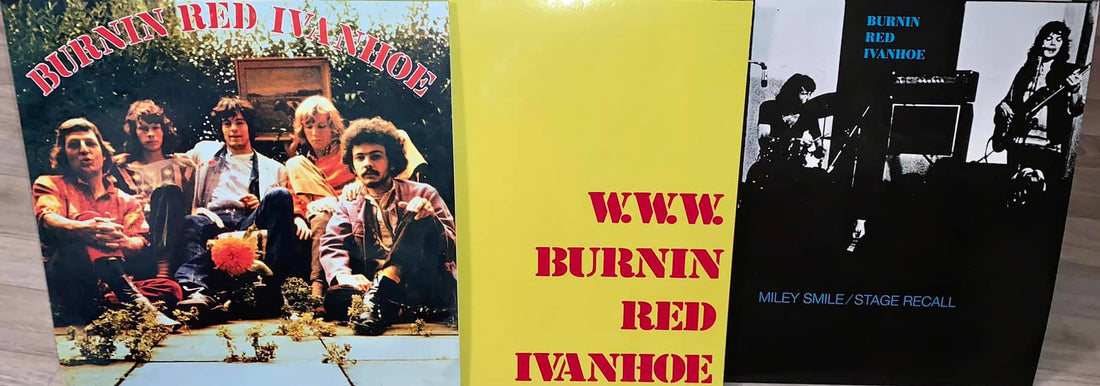 BURNIN RED IVANHOE
W.W.W.
BURNIN
RED
IVANHOE
BURNIN
RED
IVANHOE
MILEY SMILE/STAGE RECALL